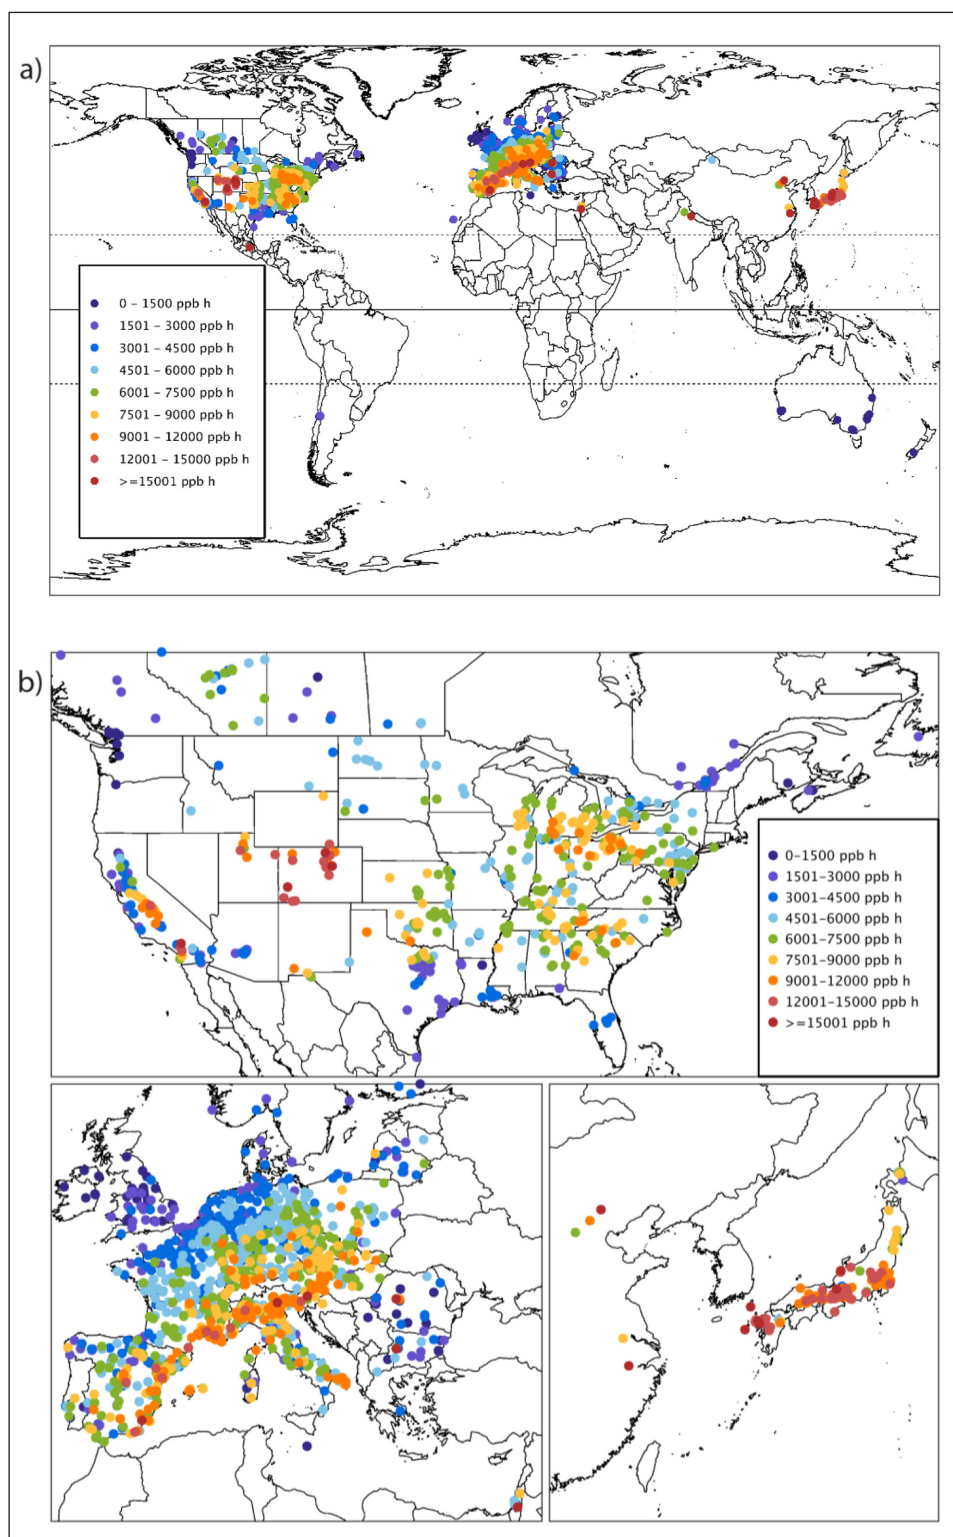 a)
0 – 1500 ppb h
1501 – 3000 ppb h
3001 – 4500 ppb h
4501 – 6000 ppb h
6001 – 7500 ppb h
7501 – 9000 ppb h
9001 – 12000 ppb h
12001 – 15000 ppb h
>=15001 ppb h
b)
0–1500 ppb h
1501–3000 ppb h
3001–4500 ppb h
4501–6000 ppb h
6001–7500 ppb h
7501–9000 ppb h
9001–12000 ppb h
12001–15000 ppb h
>=15001 ppb h